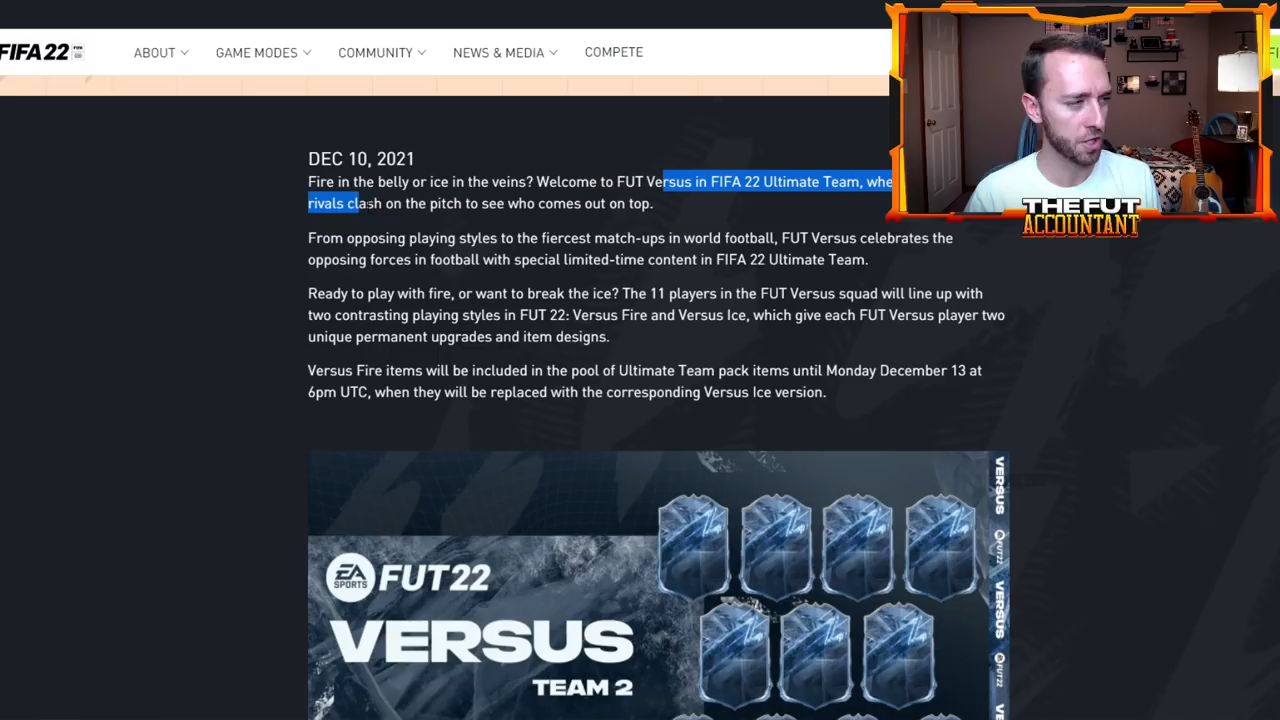 FIFA 22
ABOUT
GAME MODES
COMMUNITY
NEWS & MEDIA
COMPETE
FI
THE FUT
ACCOUNTANT
DEC 10, 2021
Fire in the belly or ice in the veins? Welcome to FUT Versus in FIFA 22 Ultimate Team, whe
rivals clash on the pitch to see who comes out on top.
From opposing playing styles to the fiercest match-ups in world football, FUT Versus celebrates the
opposing forces in football with special limited-time content in FIFA 22 Ultimate Team.
Ready to play with fire, or want to break the ice? The 11 players in the FUT Versus squad will line up with
two contrasting playing styles in FUT 22: Versus Fire and Versus Ice, which give each FUT Versus player two
unique permanent upgrades and item designs.
Versus Fire items will be included in the pool of Ultimate Team pack items until Monday December 13 at
6pm UTC, when they will be replaced with the corresponding Versus Ice version.
EA
SPORTS
FUT22
VERSUS
TEAM 2
VERSUS
FUT22
VERSUS
FUT22